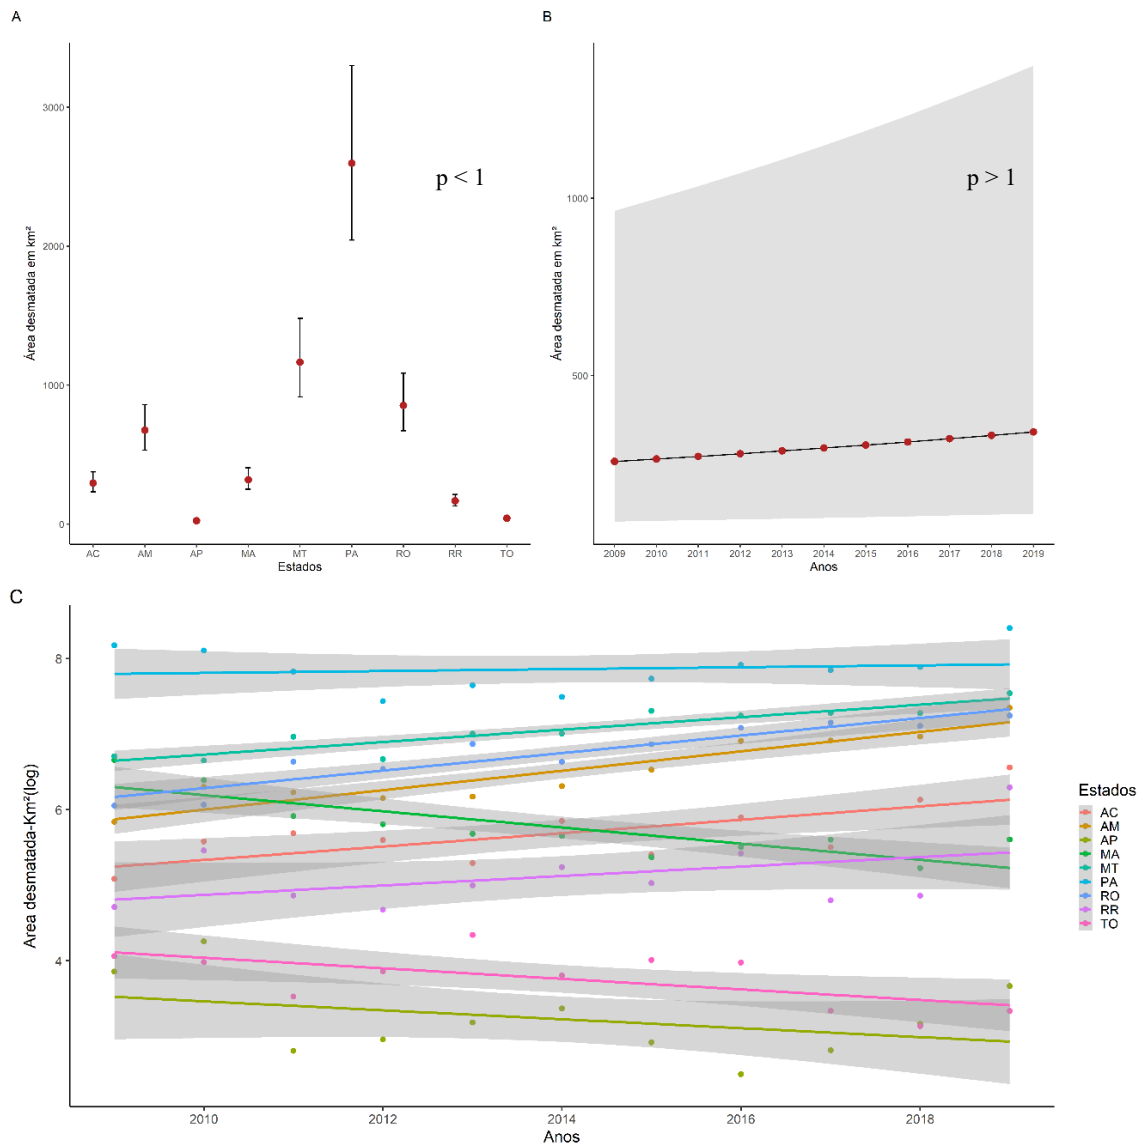 A
B
Área desmatada em km²
3000
2000
1000
0
p < 1
AC AM AP MA MT PA RO RR TO
Estados
Área desmatada em km²
1000
500
p > 1
2009 2010 2011 2012 2013 2014 2015 2016 2017 2018 2019
Anos
C
Area desmatada-Km²(log)
8
6
4
2010 2012 2014 2016 2018
Anos
Estados
AC
AM
AP
MA
MT
PA
RO
RR
TO